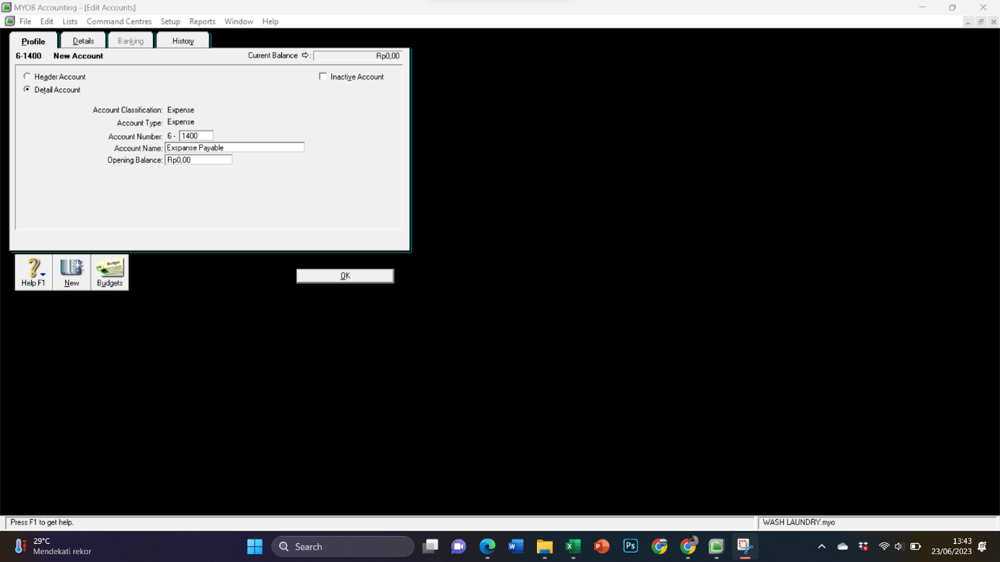 MYOB Accounting - [Edit Accounts]
File Edit Lists Command Centres Setup Reports Window Help
Profile Details Banking History
6-1400 New Account Current Balance ⇨: Rp0,00
Header Account Inactive Account
Detail Account
Account Classification: Expense
Account Type: Expense
Account Number: 6 - 1400
Account Name: Exspanse Payable
Opening Balance: Rp0,00
Budget
Help F1 New Budgets OK
Press F1 to get help. WASH LAUNDRY.myo
29°C
Mendekati rekor
Search
Ps
13:43
23/06/2023